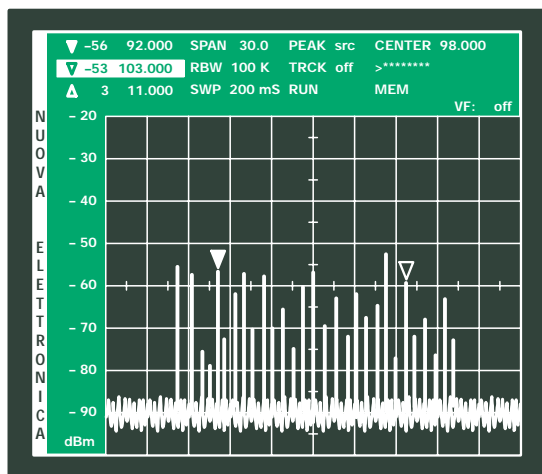 -56 92.000 SPAN 30.0 PEAK src CENTER 98.000
-53 103.000 RBW 100 K TRCK off >********
3 11.000 SWP 200 mS RUN MEM
VF: off
NUOVA ELETTRONICA
- 20
- 30
- 40
- 50
- 60
- 70
- 80
- 90
dBm